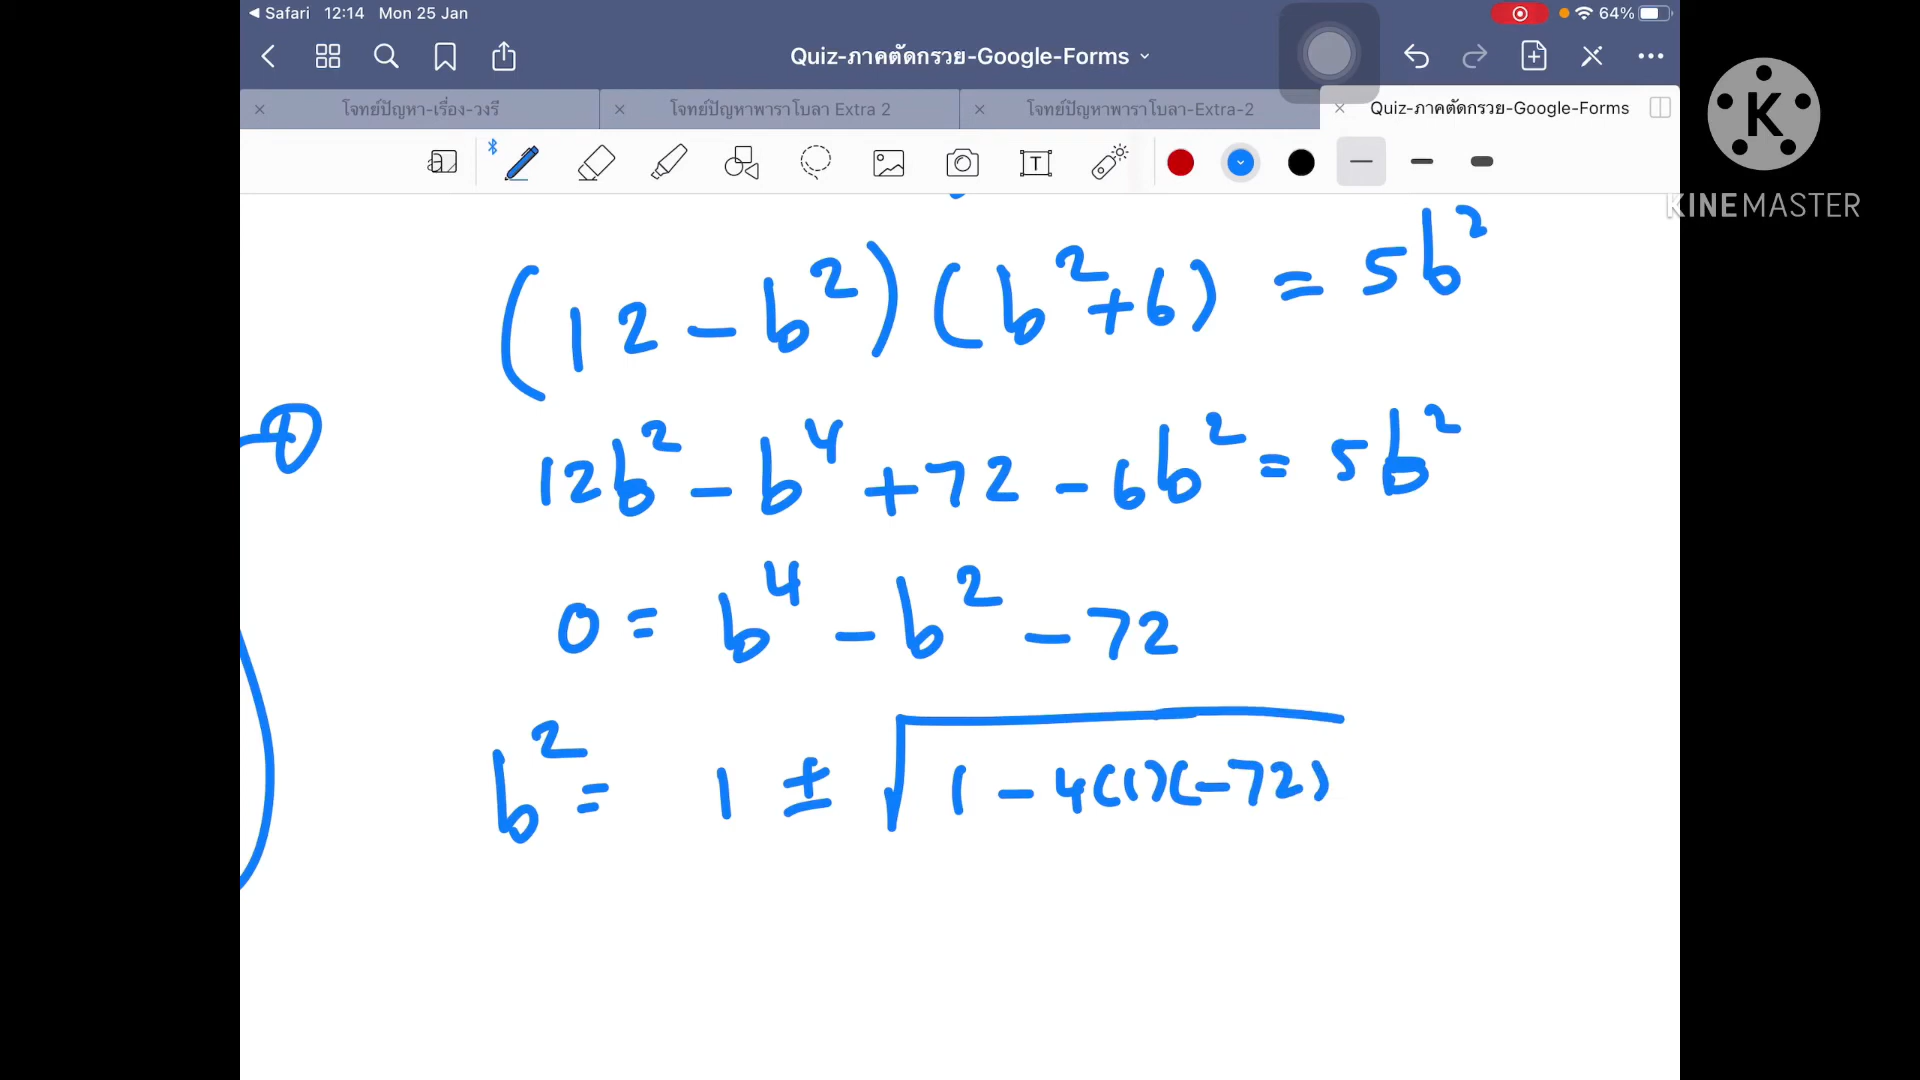 Safari 12:14 Mon 25 Jan 64%
Quiz-ภาคตัดกรวย-Google-Forms
โจทย์ปัญหา-เรื่อง-วงรี
โจทย์ปัญหาพาราโบลา Extra 2
โจทย์ปัญหาพาราโบลา-Extra-2
Quiz-ภาคตัดกรวย-Google-Forms
K
KINEMASTER
(12 - b²)(b²+6) = 5b²
12b² - b⁴ + 72 - 6b² = 5b²
0 = b⁴ - b² - 72
b² = 1 ± √1 - 4(1)(-72)